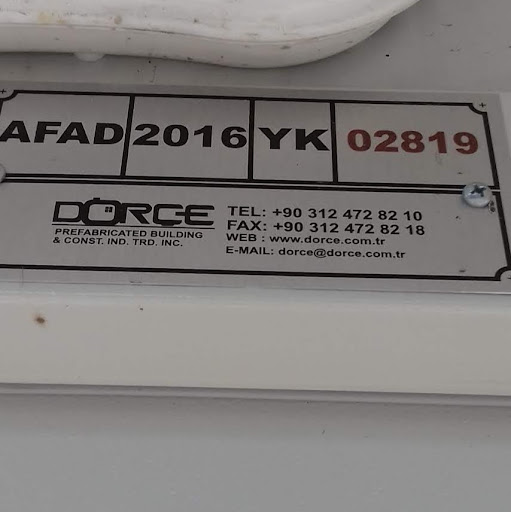 AFAD 2016 YK 02819
DORCE
PREFABRICATED BUILDING
& CONST. IND. TRD. INC.
TEL: +90 312 472 82 10
FAX: +90 312 472 82 18
WEB : www.dorce.com.tr
E-MAIL: dorce@dorce.com.tr